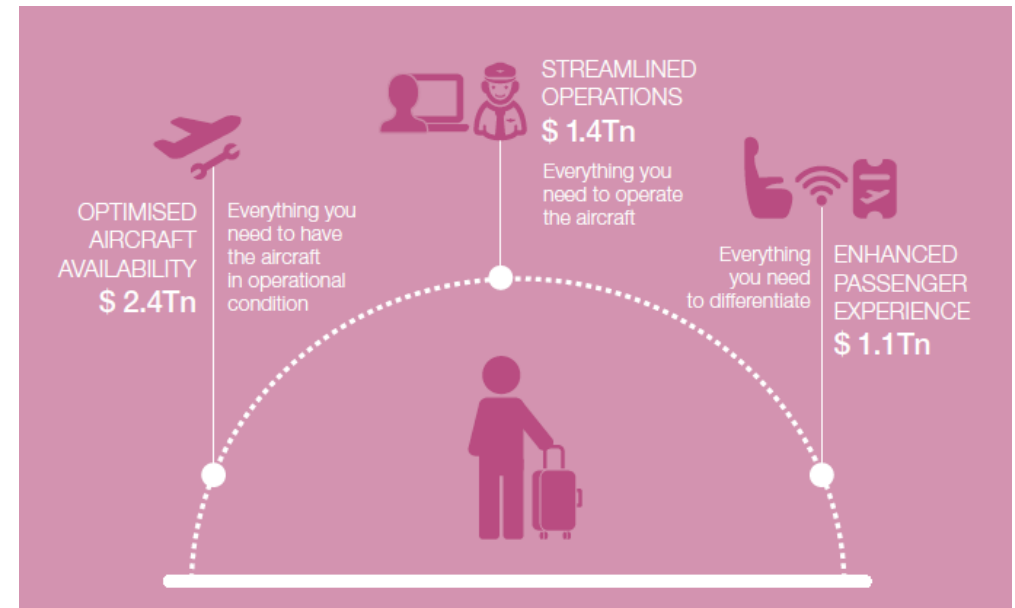 STREAMLINED
OPERATIONS
$ 1.4Tn
Everything you
need to operate
the aircraft
OPTIMISED
AIRCRAFT
AVAILABILITY
$ 2.4Tn
Everything you
need to have
the aircraft
in operational
condition
Everything
you need
to differentiate
ENHANCED
PASSENGER
EXPERIENCE
$ 1.1Tn